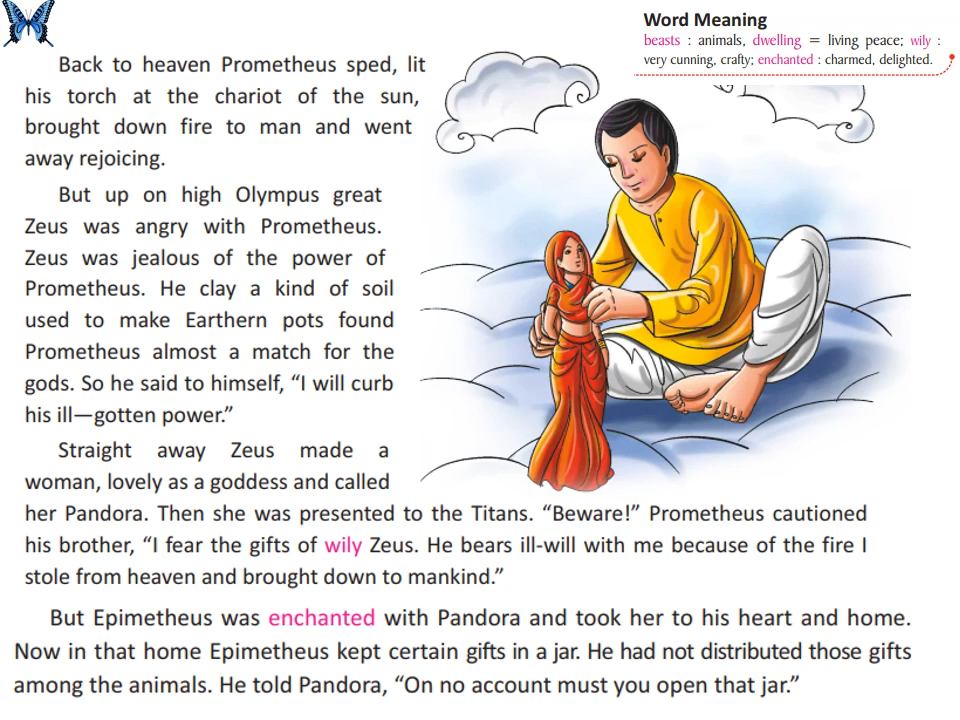 Word Meaning
beasts : animals, dwelling = living peace; wily :
very cunning, crafty; enchanted : charmed, delighted.
Back to heaven Prometheus sped, lit
his torch at the chariot of the sun,
brought down fire to man and went
away rejoicing.
But up on high Olympus great
Zeus was angry with Prometheus.
Zeus was jealous of the power of
Prometheus. He clay a kind of soil
used to make Earthern pots found
Prometheus almost a match for the
gods. So he said to himself, “I will curb
his ill—gotten power.”
Straight away Zeus made a
woman, lovely as a goddess and called
her Pandora. Then she was presented to the Titans. “Beware!” Prometheus cautioned
his brother, “I fear the gifts of wily Zeus. He bears ill-will with me because of the fire I
stole from heaven and brought down to mankind.”
But Epimetheus was enchanted with Pandora and took her to his heart and home.
Now in that home Epimetheus kept certain gifts in a jar. He had not distributed those gifts
among the animals. He told Pandora, “On no account must you open that jar.”